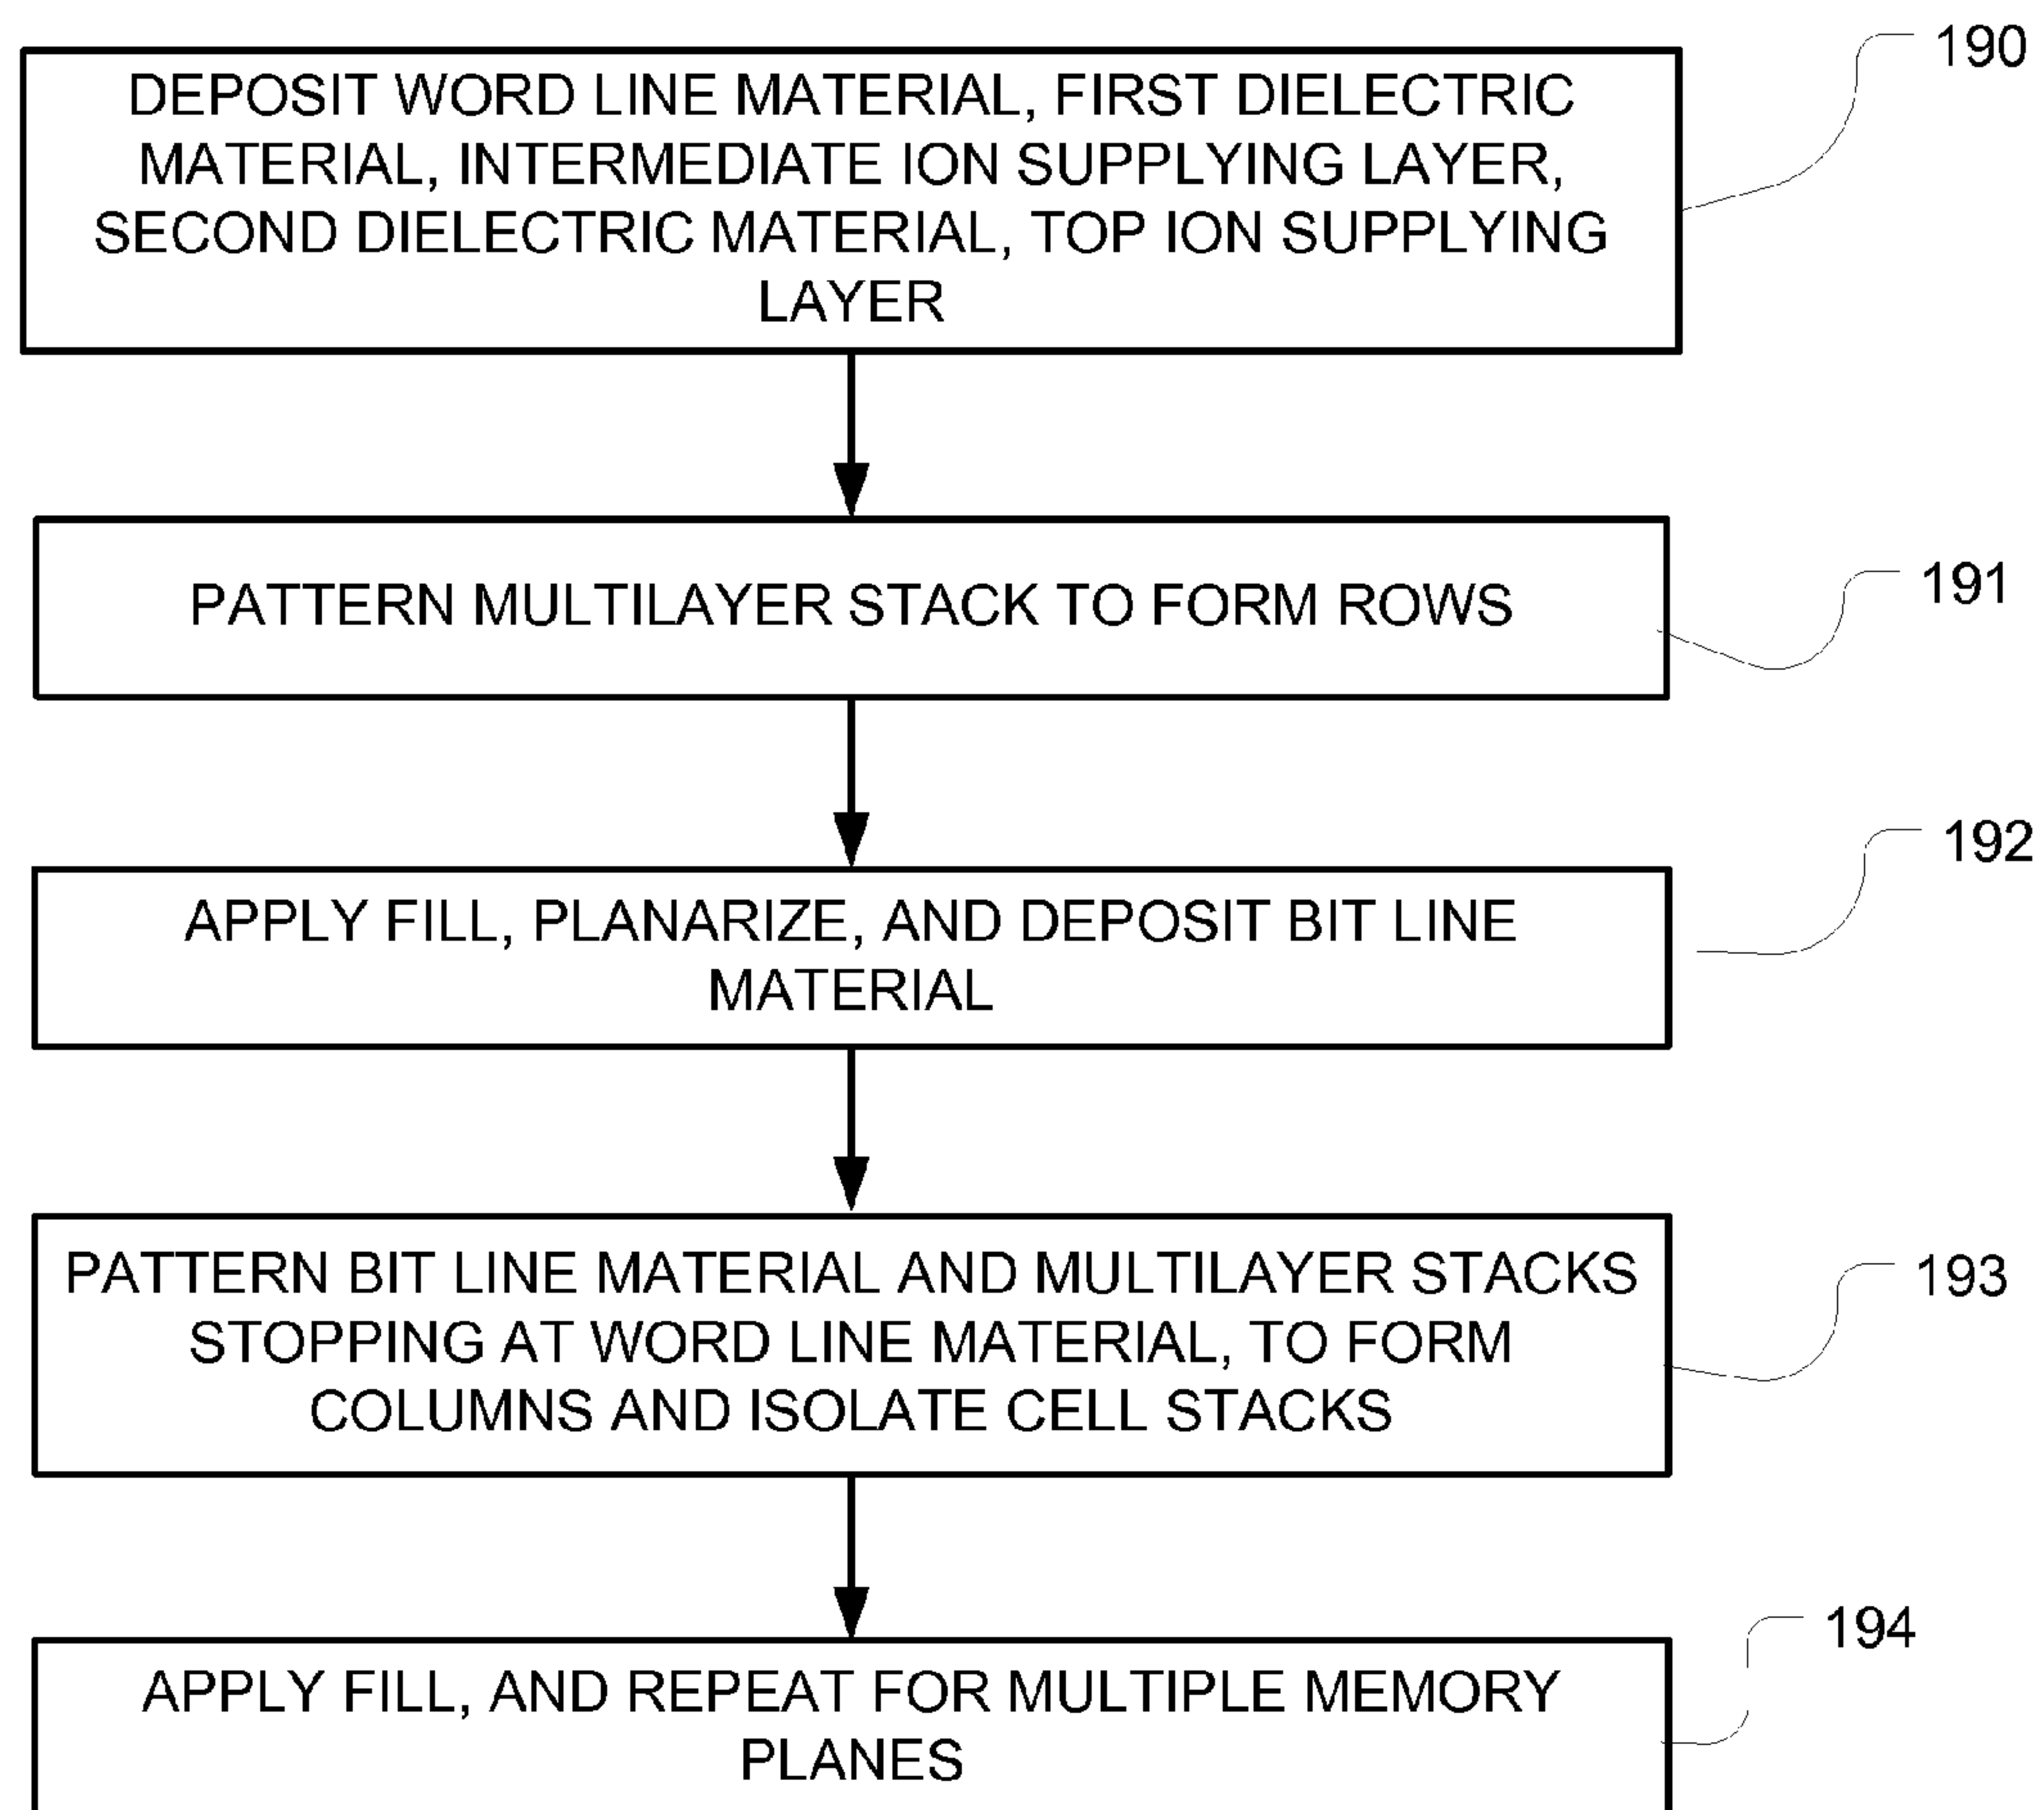 190
DEPOSIT WORD LINE MATERIAL, FIRST DIELECTRIC
MATERIAL, INTERMEDIATE ION SUPPLYING LAYER,
SECOND DIELECTRIC MATERIAL, TOP ION SUPPLYING
LAYER
191
PATTERN MULTILAYER STACK TO FORM ROWS
192
APPLY FILL, PLANARIZE, AND DEPOSIT BIT LINE
MATERIAL
193
PATTERN BIT LINE MATERIAL AND MULTILAYER STACKS
STOPPING AT WORD LINE MATERIAL, TO FORM
COLUMNS AND ISOLATE CELL STACKS
194
APPLY FILL, AND REPEAT FOR MULTIPLE MEMORY
PLANES